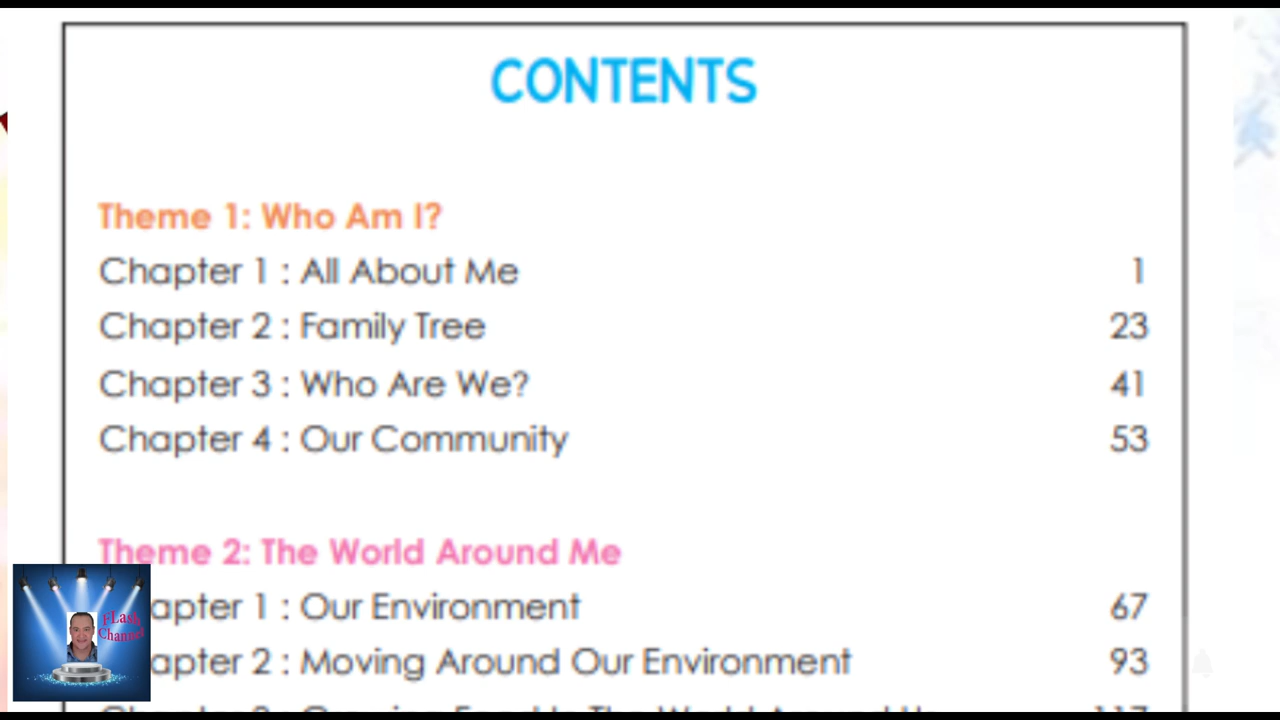 CONTENTS
Theme 1: Who Am I?
Chapter 1 : All About Me 1
Chapter 2 : Family Tree 23
Chapter 3 : Who Are We? 41
Chapter 4 : Our Community 53
Theme 2: The World Around Me
apter 1 : Our Environment 67
apter 2 : Moving Around Our Environment 93
FLash
Channel